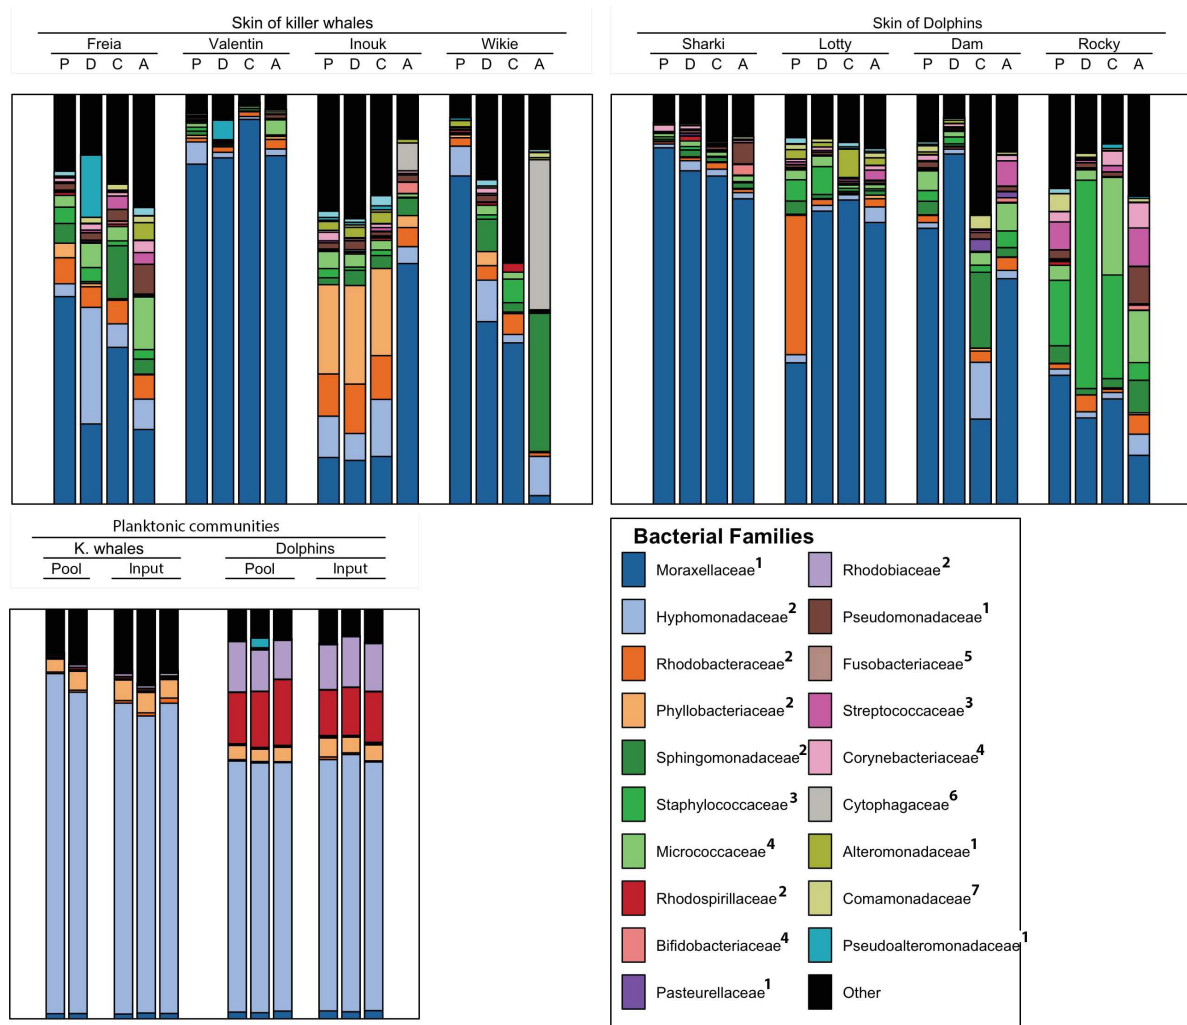 Skin of killer whales
Freia Valentin Inouk Wikie
P D C A P D C A P D C A P D C A
Skin of Dolphins
Sharki Lotty Dam Rocky
P D C A P D C A P D C A P D C A
Planktonic communities
K. whales Dolphins
Pool Input Pool Input
Bacterial Families
Moraxellaceae1
Hyphomonadaceae2
Rhodobacteraceae2
Phyllobacteriaceae2
Sphingomonadaceae2
Staphylococcaceae3
Micrococcaceae4
Rhodospirillaceae2
Bifidobacteriaceae4
Pasteurellaceae1
Rhodobiaceae2
Pseudomonadaceae1
Fusobacteriaceae5
Streptococcaceae3
Corynebacteriaceae4
Cytophagaceae6
Alteromonadaceae1
Comamonadaceae7
Pseudoalteromonadaceae1
Other